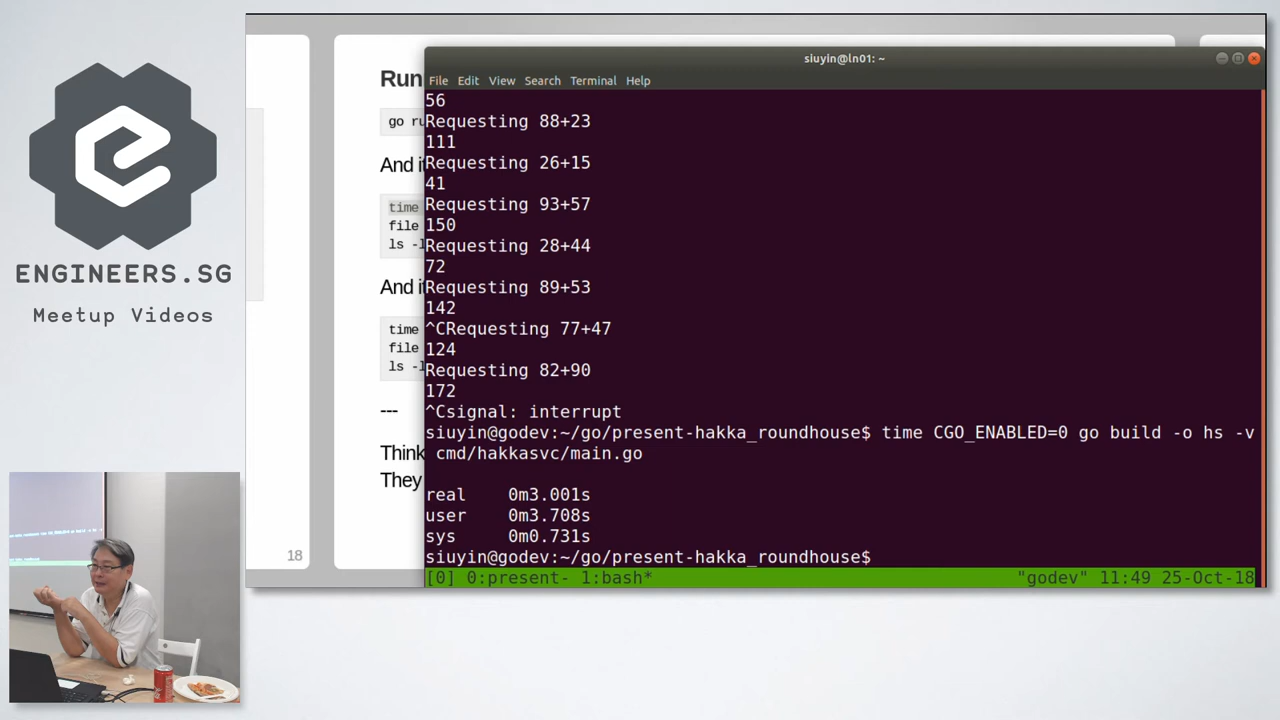 ENGINEERS.SG
Meetup Videos
18
Run
go ru
And i
time
file
ls -l
And i
time
file
ls -l
---
Think
They
siuyin@ln01: ~
File Edit View Search Terminal Help
56
Requesting 88+23
111
Requesting 26+15
41
Requesting 93+57
150
Requesting 28+44
72
Requesting 89+53
142
^CRequesting 77+47
124
Requesting 82+90
172
^Csignal: interrupt
siuyin@godev:~/go/present-hakka_roundhouse$ time CGO_ENABLED=0 go build -o hs -v
cmd/hakkasvc/main.go
real 0m3.001s
user 0m3.708s
sys 0m0.731s
siuyin@godev:~/go/present-hakka_roundhouse$
[0] 0:present- 1:bash* "godev" 11:49 25-Oct-18